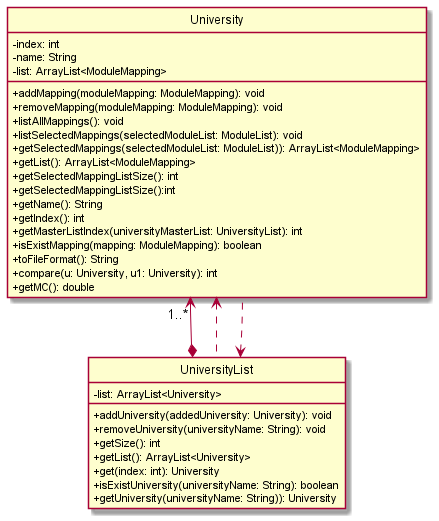 University
-index: int
-name: String
-list: ArrayList<ModuleMapping>
+addMapping(moduleMapping: ModuleMapping): void
+removeMapping(moduleMapping: ModuleMapping): void
+listAllMappings(): void
+listSelectedMappings(selectedModuleList: ModuleList): void
+getSelectedMappings(selectedModuleList: ModuleList)): ArrayList<ModuleMapping>
+getList(): ArrayList<ModuleMapping>
+getSelectedMappingListSize(): int
+getSelectedMappingListSize():int
+getName(): String
+getIndex(): int
+getMasterListIndex(universityMasterList: UniversityList): int
+isExistMapping(mapping: ModuleMapping): boolean
+toFileFormat(): String
+compare(u: University, u1: University): int
+getMC(): double
1..*
UniversityList
-list: ArrayList<University>
+addUniversity(addedUniversity: University): void
+removeUniversity(universityName: String): void
+getSize(): int
+getList(): ArrayList<University>
+get(index: int): University
+isExistUniversity(universityName: String): boolean
+getUniversity(universityName: String)): University